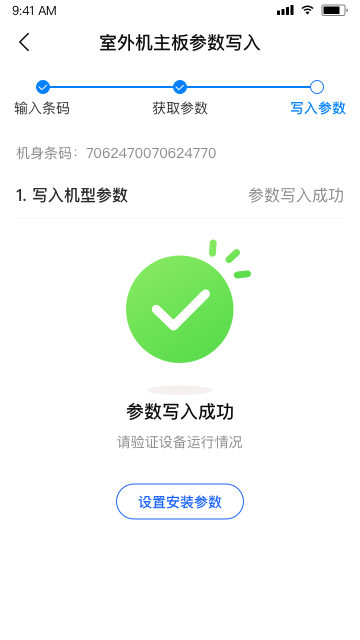 9:41 AM
室外机主板参数写入
输入条码 获取参数 写入参数
机身条码：7062470070624770
1. 写入机型参数 参数写入成功
参数写入成功
请验证设备运行情况
设置安装参数